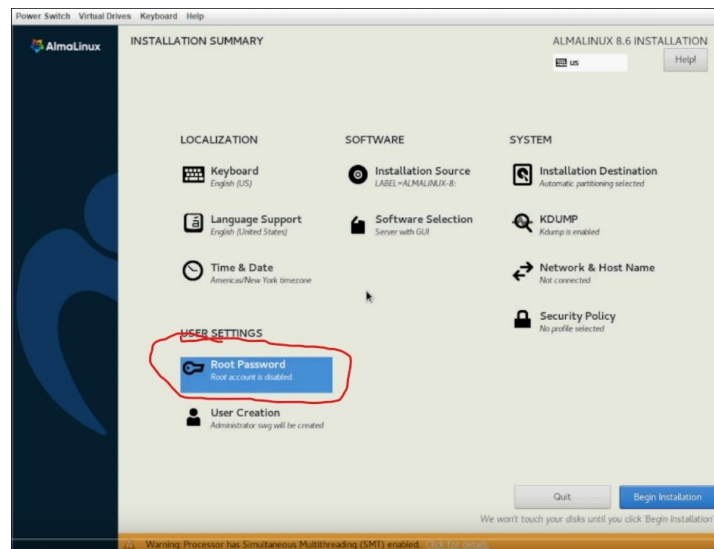 Power Switch Virtual Drives Keyboard Help
AlmaLinux
INSTALLATION SUMMARY
ALMALINUX 8.6 INSTALLATION
us
Help!
LOCALIZATION
Keyboard
English (US)
Language Support
English (United States)
Time & Date
Americas/New York timezone
SOFTWARE
Installation Source
LABEL=ALMALINUX-8:
Software Selection
Server with GUI
SYSTEM
Installation Destination
Automatic partitioning selected
KDUMP
Kdump is enabled
Network & Host Name
Not connected
Security Policy
No profile selected
USER SETTINGS
Root Password
Root account is disabled.
User Creation
Administrator swg will be created
Quit
Begin Installation
We won't touch your disks until you click 'Begin Installation'
Warning: Processor has Simultaneous Multithreading (SMT) enabled. Click for details.